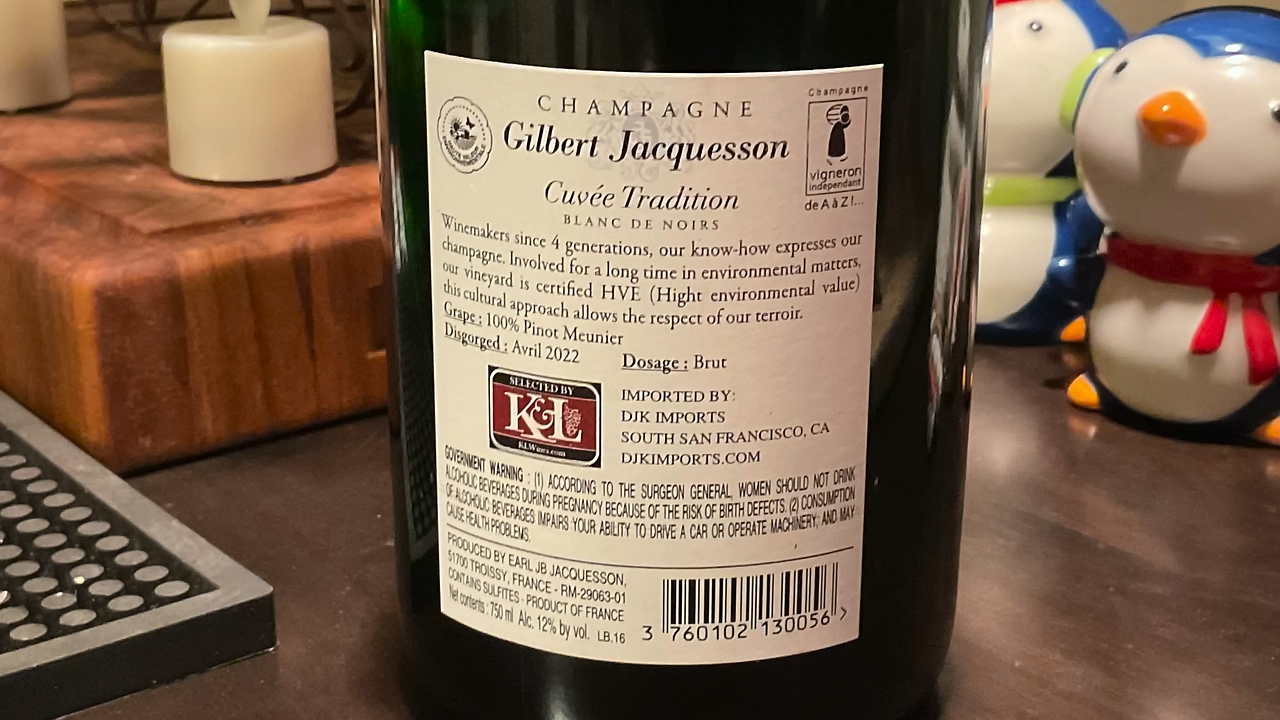 CHAMPAGNE
Gilbert Jacquesson
Cuvée Tradition
BLANC DE NOIRS
Champagne
vigneron
indépendant
de A à Z !...
Winemakers since 4 generations, our know-how expresses our
champagne. Involved for a long time in environmental matters,
our vineyard is certified HVE (Hight environmental value)
this cultural approach allows the respect of our terroir.
Grape : 100% Pinot Meunier
Disgorged : Avril 2022
Dosage : Brut
SELECTED BY
K&L
KLWines.com
IMPORTED BY:
DJK IMPORTS
SOUTH SAN FRANCISCO, CA
DJKIMPORTS.COM
GOVERNMENT WARNING : (1) ACCORDING TO THE SURGEON GENERAL, WOMEN SHOULD NOT DRINK
ALCOHOLIC BEVERAGES DURING PREGNANCY BECAUSE OF THE RISK OF BIRTH DEFECTS. (2) CONSUMPTION
OF ALCOHOLIC BEVERAGES IMPAIRS YOUR ABILITY TO DRIVE A CAR OR OPERATE MACHINERY, AND MAY
CAUSE HEALTH PROBLEMS.
PRODUCED BY EARL JB JACQUESSON,
51700 TROISSY, FRANCE - RM-29063-01
CONTAINS SULFITES - PRODUCT OF FRANCE
Net contents : 750 ml Alc. 12% by vol. LB.16
3 760102 130056 >